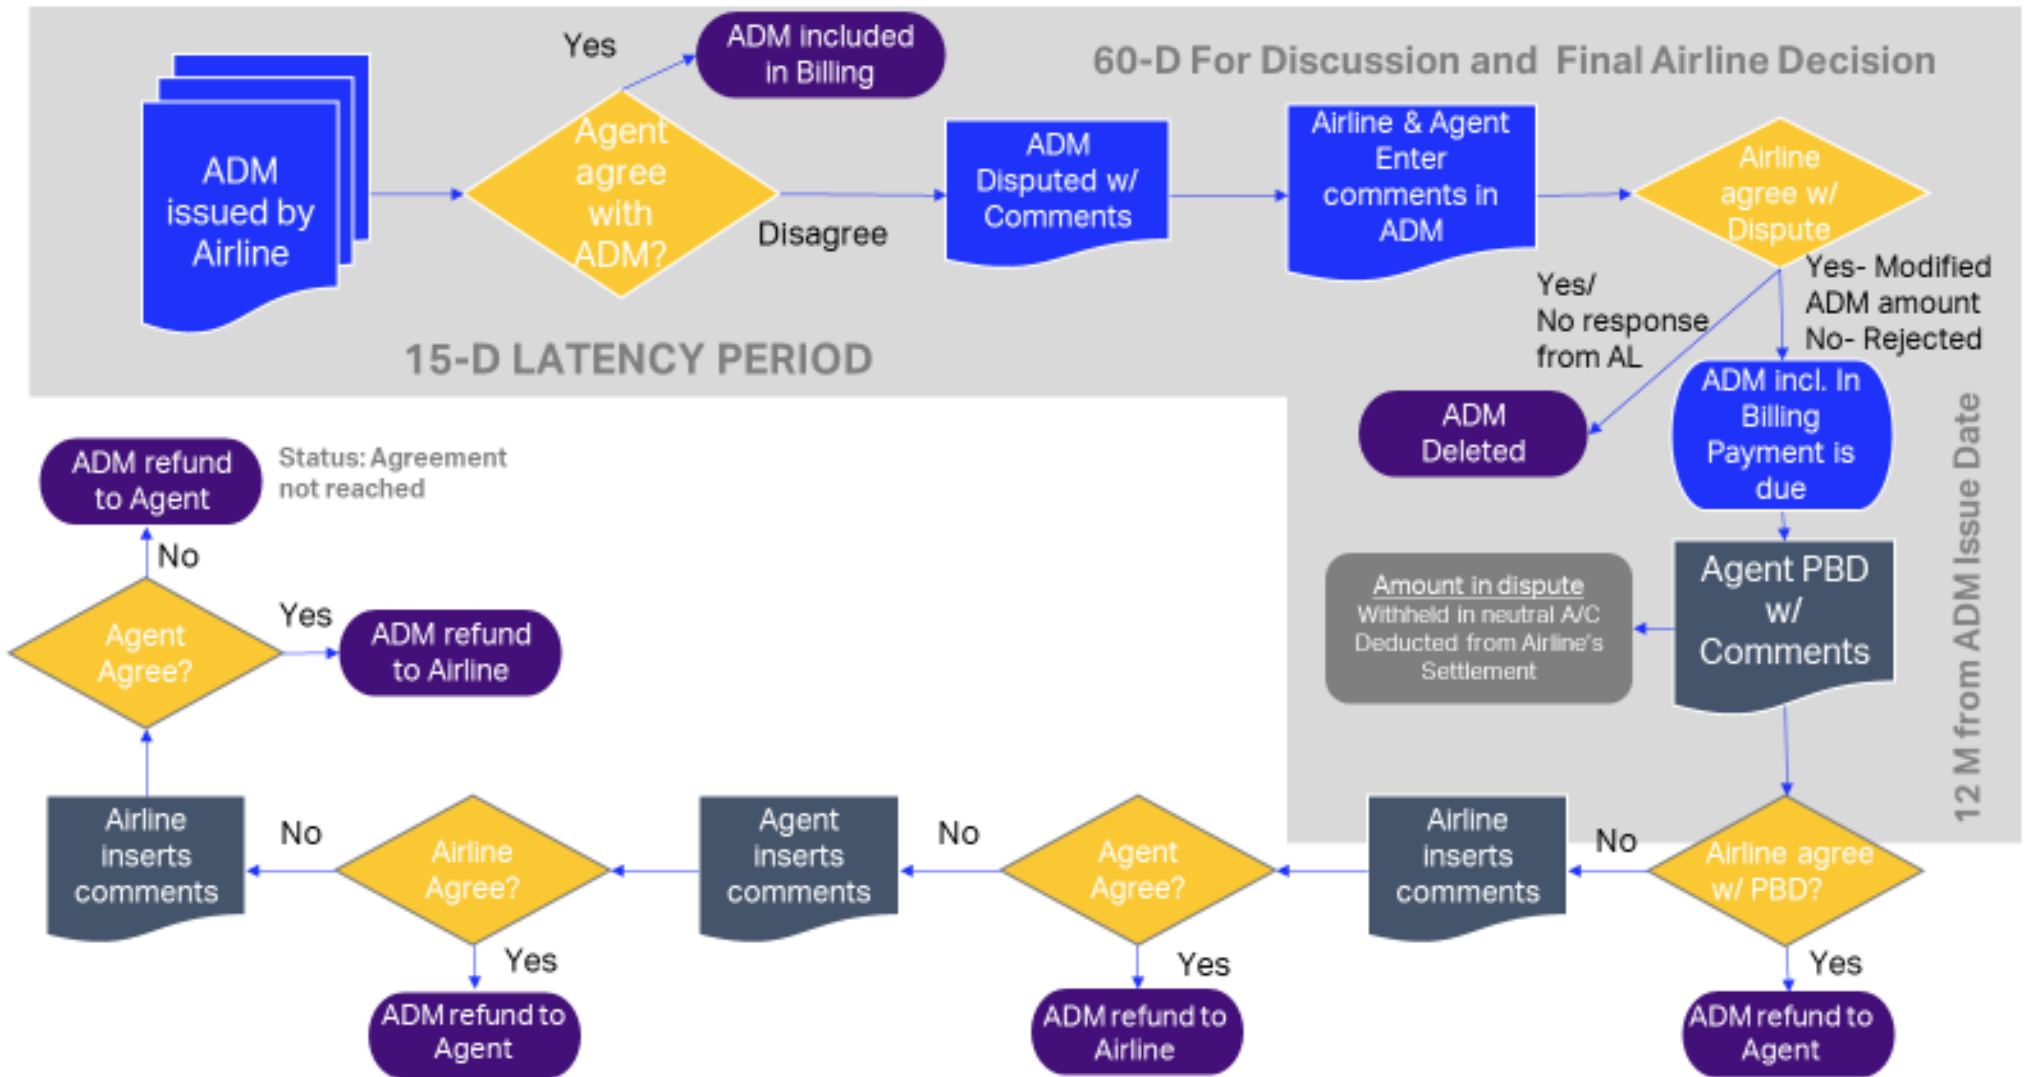 Yes
ADM included
in Billing
60-D For Discussion and Final Airline Decision
ADM
issued by
Airline
Agent
agree
with
ADM?
Disagree
ADM
Disputed w/
Comments
Airline & Agent
Enter
comments in
ADM
Airline
agree w/
Dispute
15-D LATENCY PERIOD
Yes/
No response
from AL
Yes- Modified
ADM amount
No- Rejected
ADM
Deleted
ADM incl. In
Billing
Payment is
due
12 M from ADM Issue Date
Agent PBD
w/
Comments
Amount in dispute
Withheld in neutral A/C
Deducted from Airline's
Settlement
Airline agree
w/ PBD?
Yes
ADM refund to
Agent
No
Airline
inserts
comments
Agent
Agree?
Yes
ADM refund to
Airline
No
Agent
inserts
comments
Airline
Agree?
Yes
ADM refund to
Agent
No
Airline
inserts
comments
Agent
Agree?
Yes
ADM refund
to Airline
No
ADM refund
to Agent
Status: Agreement
not reached